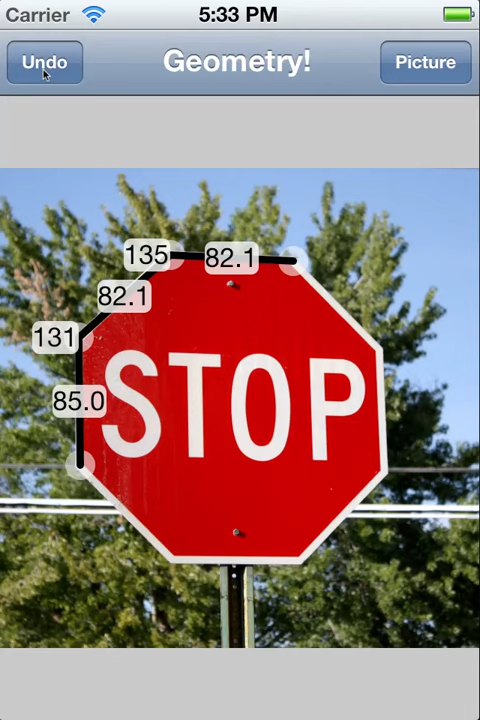 Carrier 5:33 PM
Undo Geometry! Picture
135 82.1
82.1
131
85.0
STOP